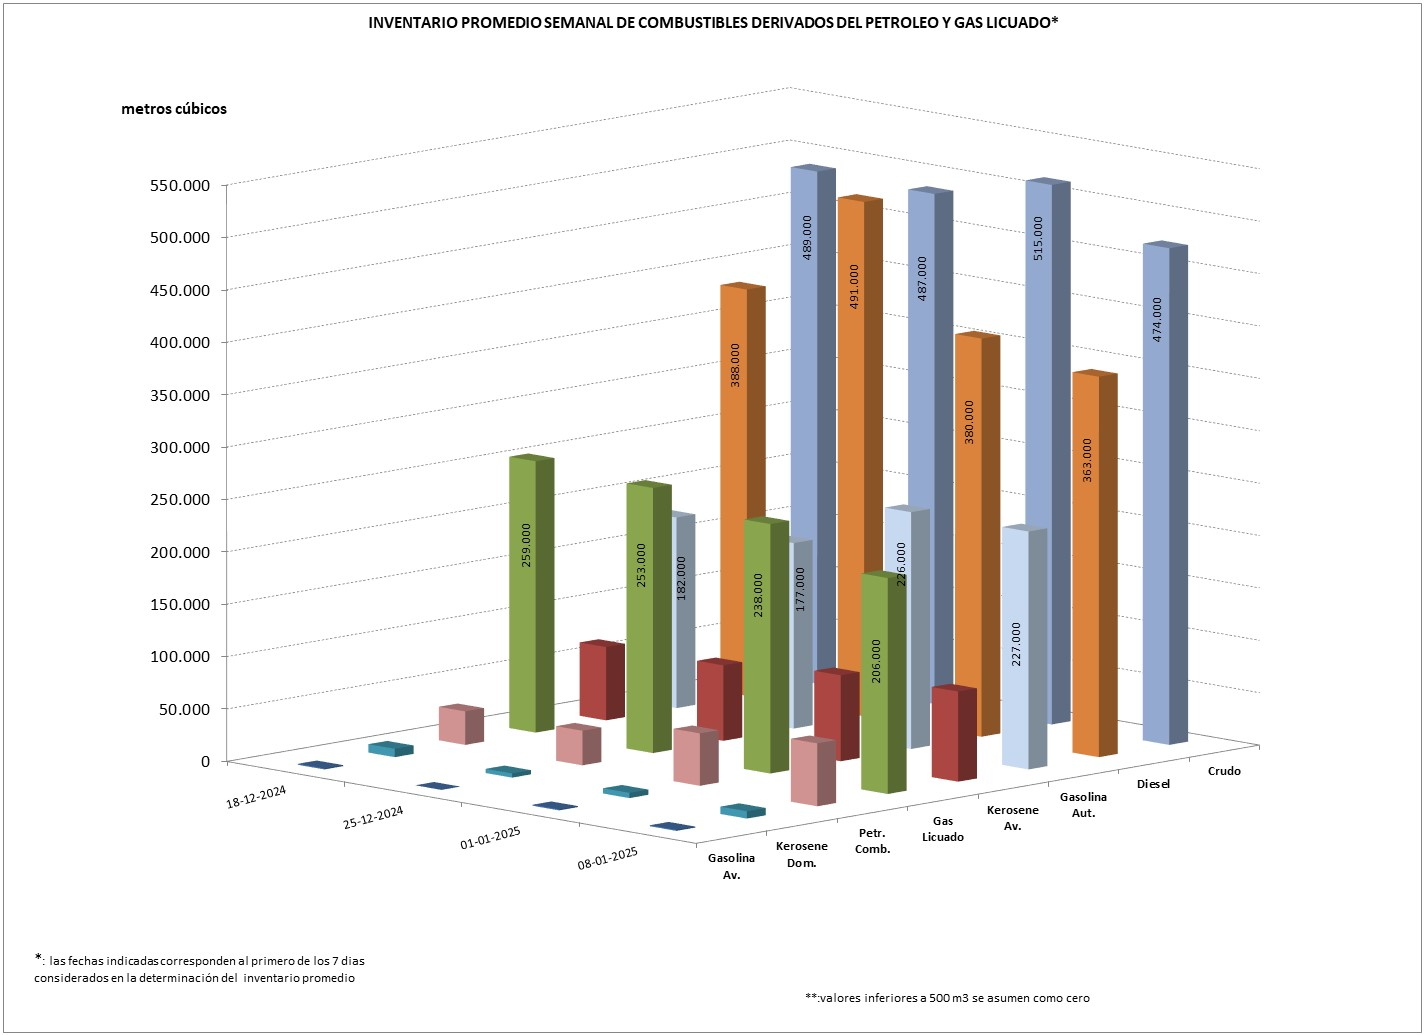 INVENTARIO PROMEDIO SEMANAL DE COMBUSTIBLES DERIVADOS DEL PETROLEO Y GAS LICUADO*
metros cúbicos
550.000
500.000
450.000
400.000
350.000
300.000
250.000
200.000
150.000
100.000
50.000
0
489.000
487.000
515.000
474.000
388.000
491.000
380.000
363.000
182.000
177.000
226.000
227.000
259.000
253.000
238.000
206.000
18-12-2024
25-12-2024
01-01-2025
08-01-2025
Gasolina
Av.
Kerosene
Dom.
Petr.
Comb.
Gas
Licuado
Kerosene
Av.
Gasolina
Aut.
Diesel
Crudo
*: las fechas indicadas corresponden al primero de los 7 dias
considerados en la determinación del inventario promedio
**:valores inferiores a 500 m3 se asumen como cero